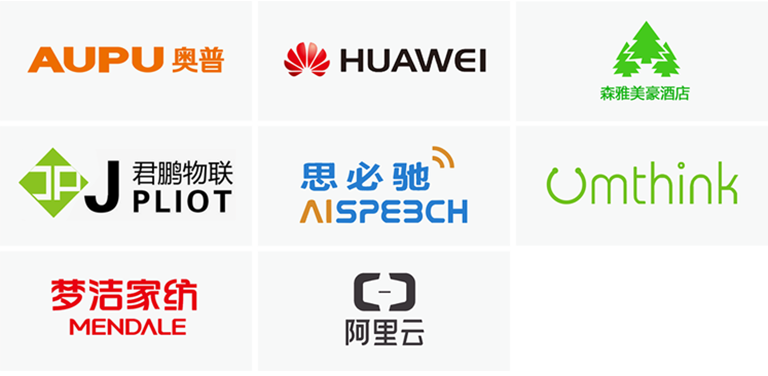 AUPU 奥普
HUAWEI
森雅美豪酒店
君鹏物联
JPLIOT
思必驰
AISPEECH
Umthink
梦洁家纺
MENDALE
阿里云